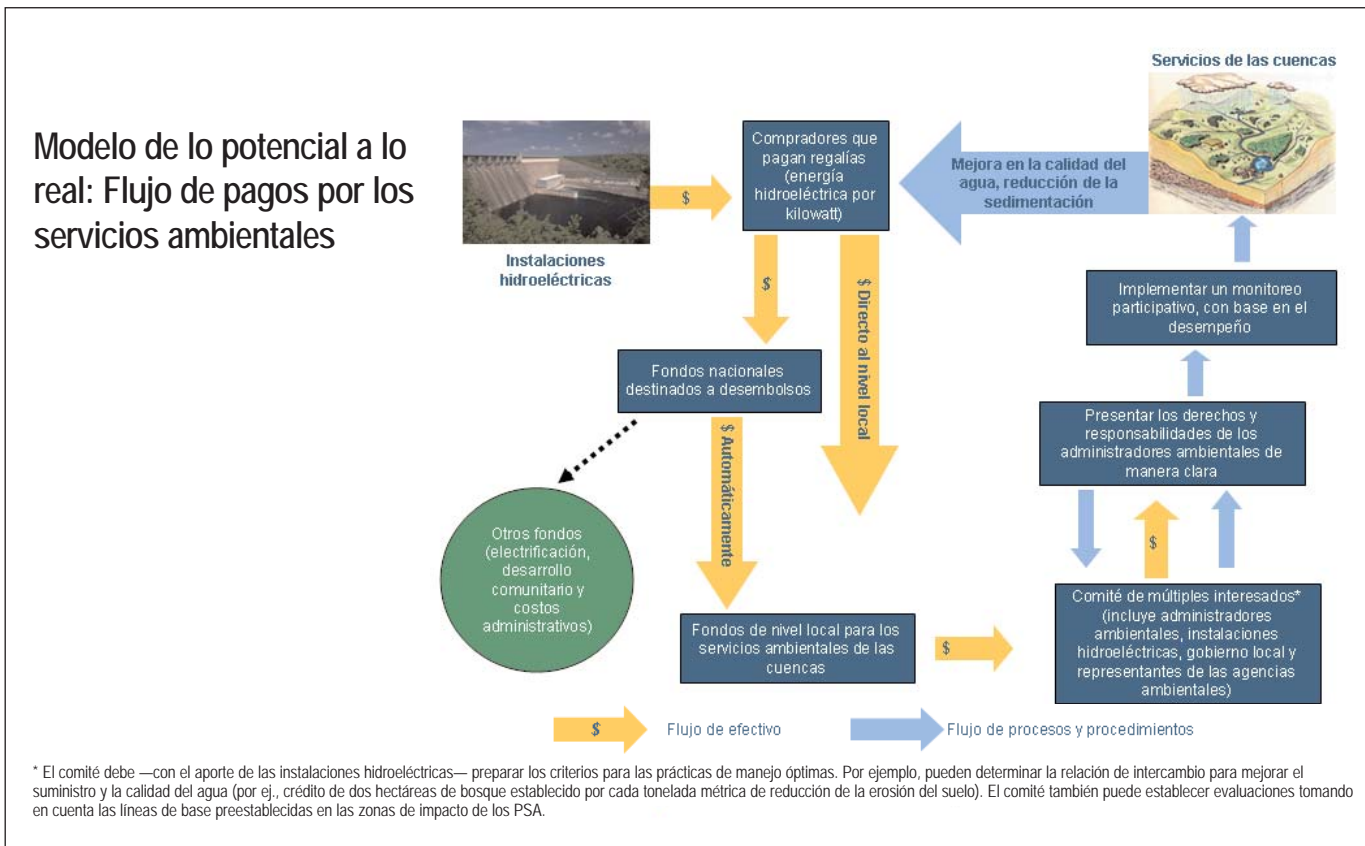 Modelo de lo potencial a lo
real: Flujo de pagos por los
servicios ambientales
Instalaciones
hidroeléctricas
$
Compradores que
pagan regalías
(energía
hidroeléctrica por
kilowatt)
Mejora en la calidad del
agua, reducción de la
sedimentación
Servicios de las cuencas
$
$ Directo al nivel local
Fondos nacionales
destinados a desembolsos
$ Automáticamente
Otros fondos
(electrificación,
desarrollo
comunitario y
costos
administrativos)
Fondos de nivel local para los
servicios ambientales de las
cuencas
$
Implementar un monitoreo
participativo, con base en el
desempeño
Presentar los derechos y
responsabilidades de los
administradores ambientales de
manera clara
$
Comité de múltiples interesados*
(incluye administradores
ambientales, instalaciones
hidroeléctricas, gobierno local y
representantes de las agencias
ambientales)
$ Flujo de efectivo
Flujo de procesos y procedimientos
* El comité debe —con el aporte de las instalaciones hidroeléctricas— preparar los criterios para las prácticas de manejo óptimas. Por ejemplo, pueden determinar la relación de intercambio para mejorar el
suministro y la calidad del agua (por ej., crédito de dos hectáreas de bosque establecido por cada tonelada métrica de reducción de la erosión del suelo). El comité también puede establecer evaluaciones tomando
en cuenta las líneas de base preestablecidas en las zonas de impacto de los PSA.